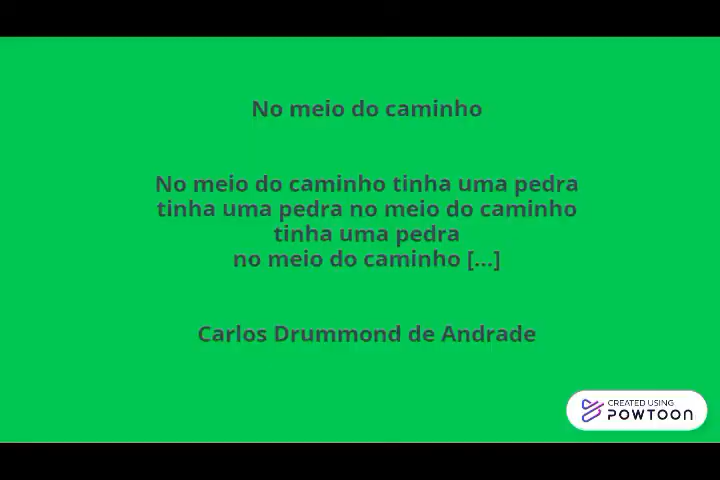 No meio do caminho
No meio do caminho tinha uma pedra
tinha uma pedra no meio do caminho
tinha uma pedra
no meio do caminho [...]
Carlos Drummond de Andrade
CREATED USING
POWTOON